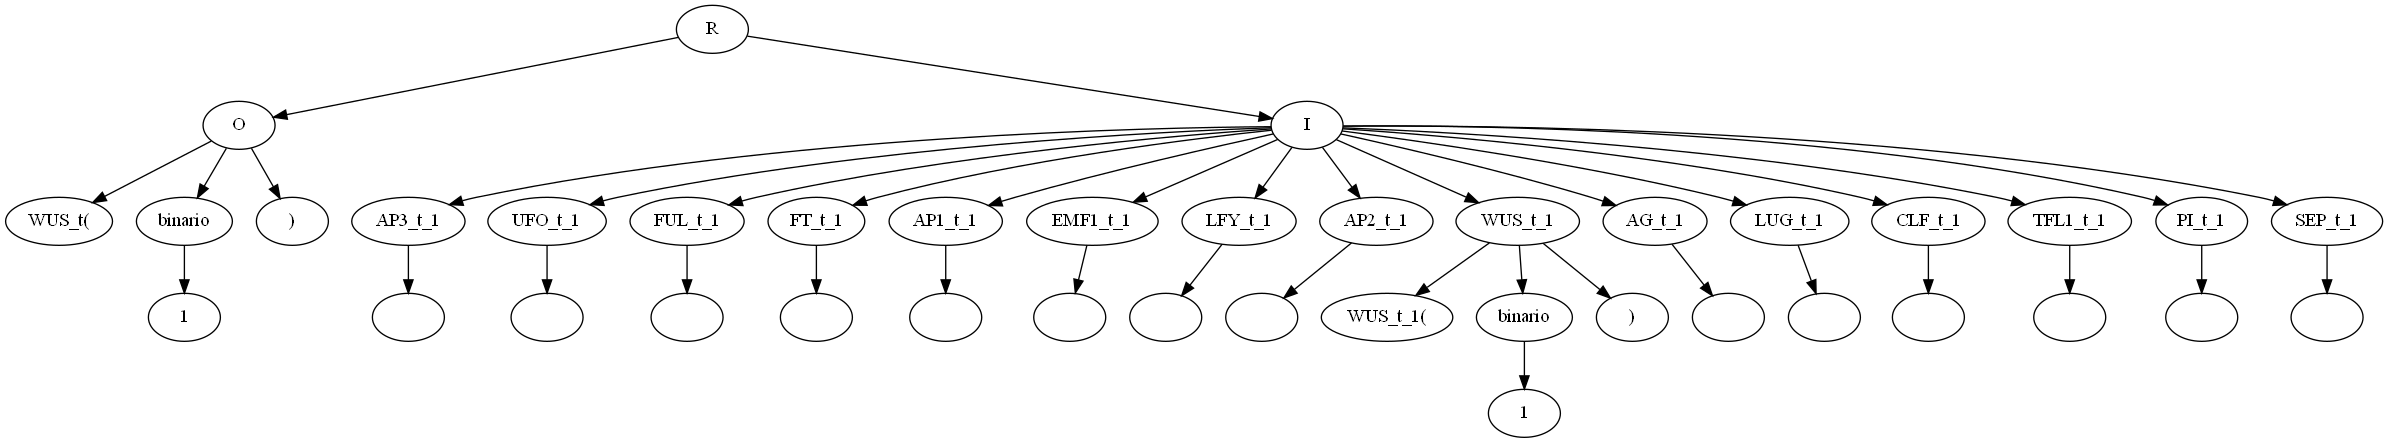 R
O I
WUS_t( binario ) AP3_t_1 UFO_t_1 FUL_t_1 FT_t_1 AP1_t_1 EMF1_t_1 LFY_t_1 AP2_t_1 WUS_t_1 AG_t_1 LUG_t_1 CLF_t_1 TFL1_t_1 PI_t_1 SEP_t_1
1 WUS_t_1( binario )
1